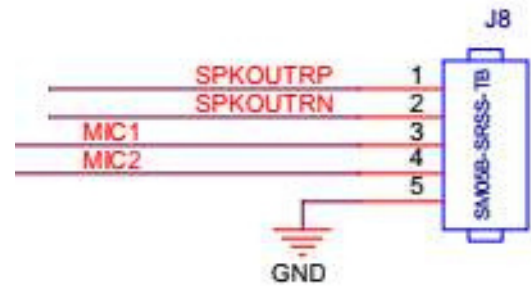 J8
SPKOUTRP 1
SPKOUTRN 2
MIC1 3
MIC2 4
5
SM05B-SRSS-TB
GND